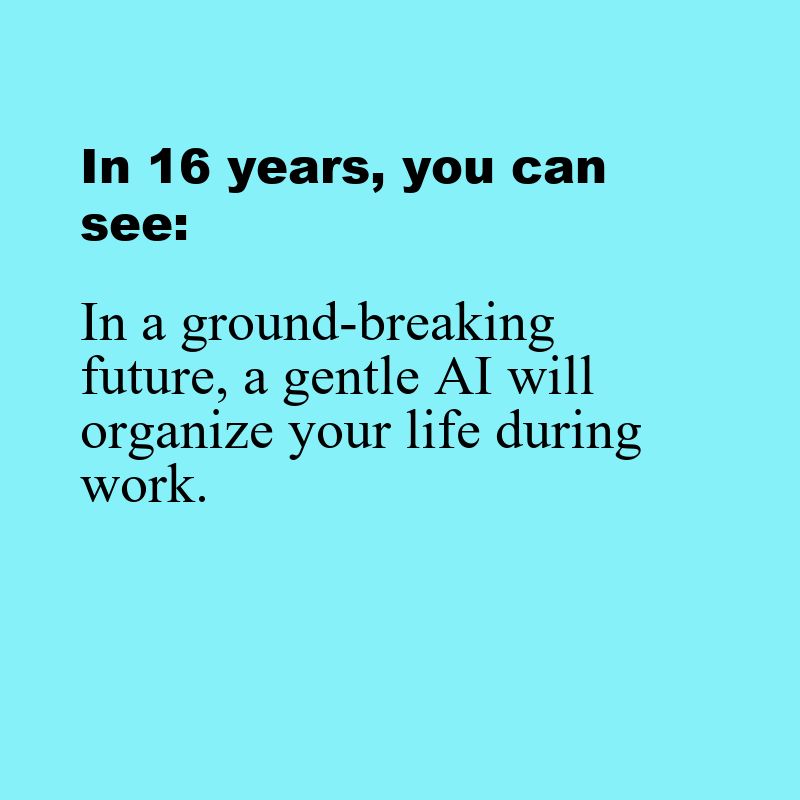 In 16 years, you can
see:
In a ground-breaking
future, a gentle AI will
organize your life during
work.